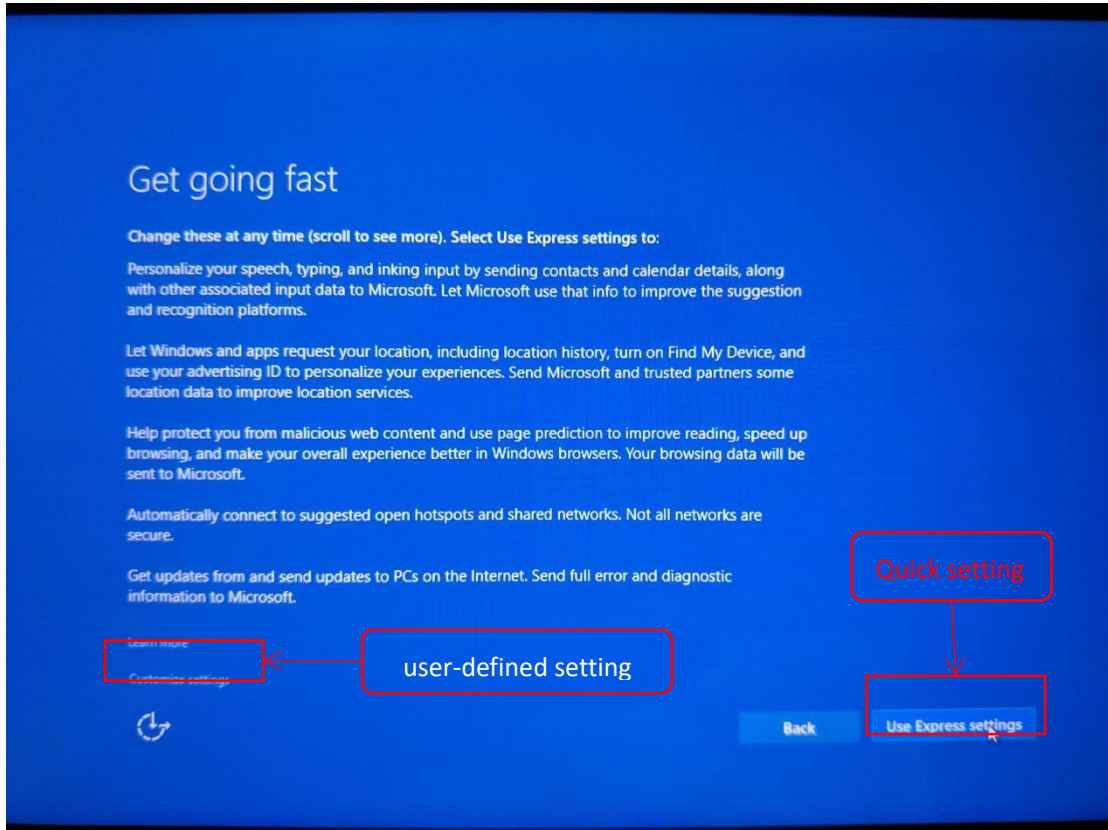 Get going fast
Change these at any time (scroll to see more). Select Use Express settings to:
Personalize your speech, typing, and inking input by sending contacts and calendar details, along
with other associated input data to Microsoft. Let Microsoft use that info to improve the suggestion
and recognition platforms.
Let Windows and apps request your location, including location history, turn on Find My Device, and
use your advertising ID to personalize your experiences. Send Microsoft and trusted partners some
location data to improve location services.
Help protect you from malicious web content and use page prediction to improve reading, speed up
browsing, and make your overall experience better in Windows browsers. Your browsing data will be
sent to Microsoft.
Automatically connect to suggested open hotspots and shared networks. Not all networks are
secure.
Get updates from and send updates to PCs on the Internet. Send full error and diagnostic
information to Microsoft.
Quick setting
Learn more
user-defined setting
Customize settings
Back
Use Express settings